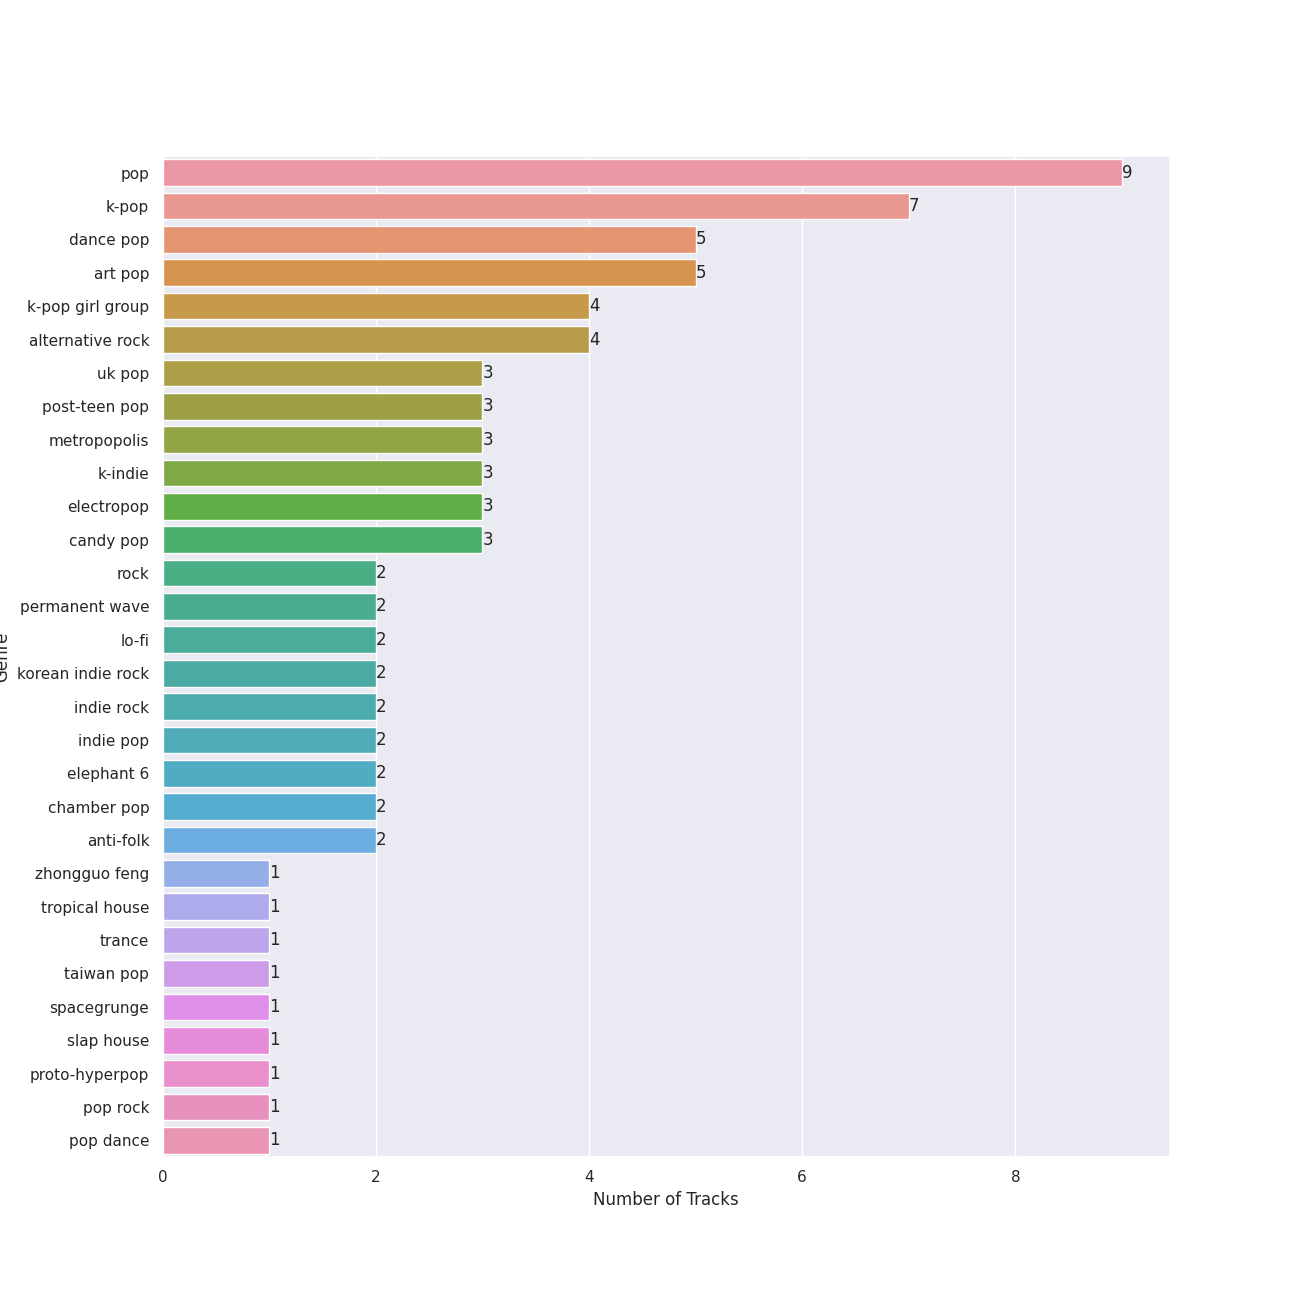 pop 9
k-pop 7
dance pop 5
art pop 5
k-pop girl group 4
alternative rock 4
uk pop 3
post-teen pop 3
metropopolis 3
k-indie 3
electropop 3
candy pop 3
rock 2
permanent wave 2
lo-fi 2
Genre
korean indie rock 2
indie rock 2
indie pop 2
elephant 6 2
chamber pop 2
anti-folk 2
zhongguo feng 1
tropical house 1
trance 1
taiwan pop 1
spacegrunge 1
slap house 1
proto-hyperpop 1
pop rock 1
pop dance 1
0 2 4 6 8
Number of Tracks